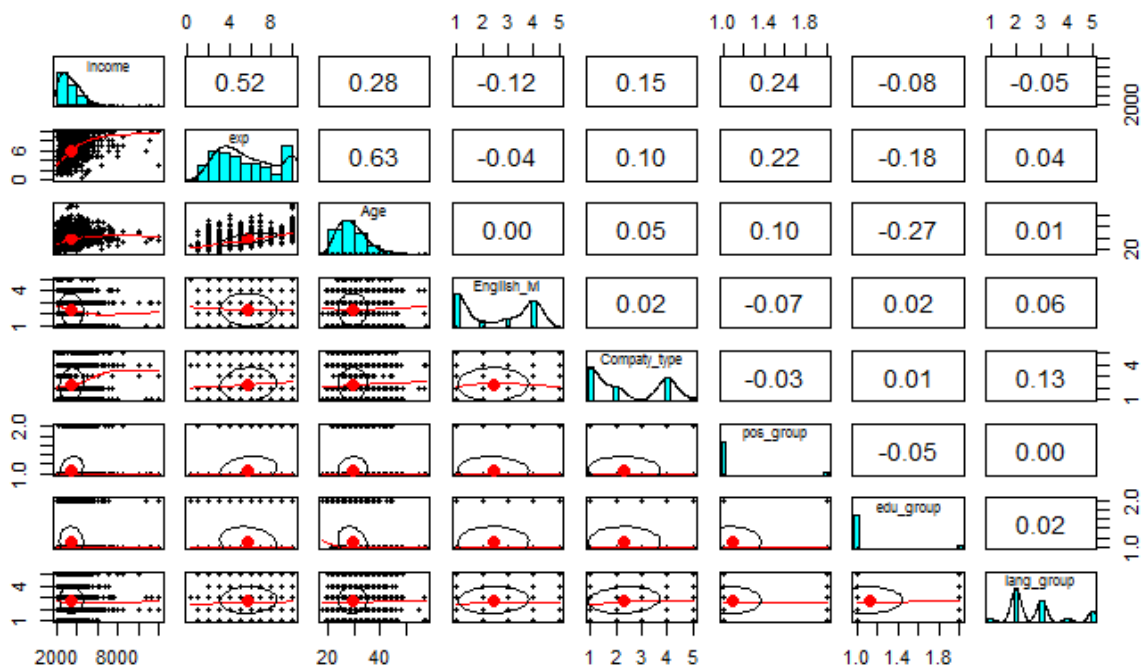 0 4 8 1 2 3 4 5 1.0 1.4 1.8 1 2 3 4 5
Income 0.52 0.28 -0.12 0.15 0.24 -0.08 -0.05 2000
0 6 exp 0.63 -0.04 0.10 0.22 -0.18 0.04
Age 0.00 0.05 0.10 -0.27 0.01 20
1 4 Engilish_lvl 0.02 -0.07 0.02 0.06
Compaty_type -0.03 0.01 0.13 1 4
1.0 2.0 pos_group -0.05 0.00
edu_group 0.02 1.0 2.0
1 4 lang_group
2000 8000 20 40 1 2 3 4 5 1.0 1.4 1.8